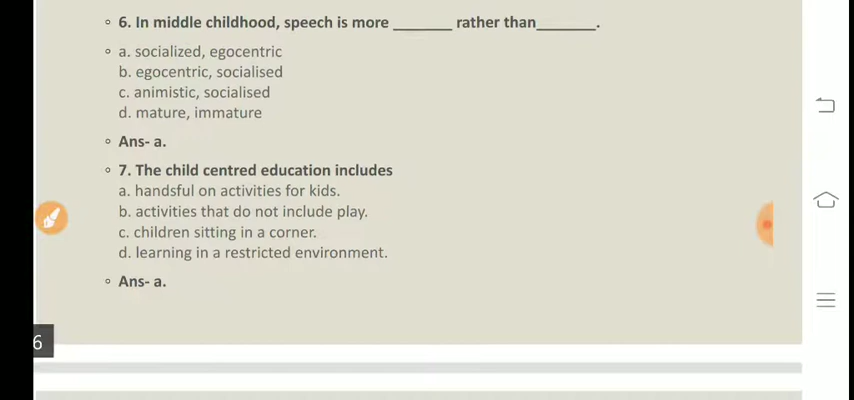 6. In middle childhood, speech is more _______ rather than_______.
a. socialized, egocentric
b. egocentric, socialised
c. animistic, socialised
d. mature, immature
Ans- a.
7. The child centred education includes
a. handsful on activities for kids.
b. activities that do not include play.
c. children sitting in a corner.
d. learning in a restricted environment.
Ans- a.
6